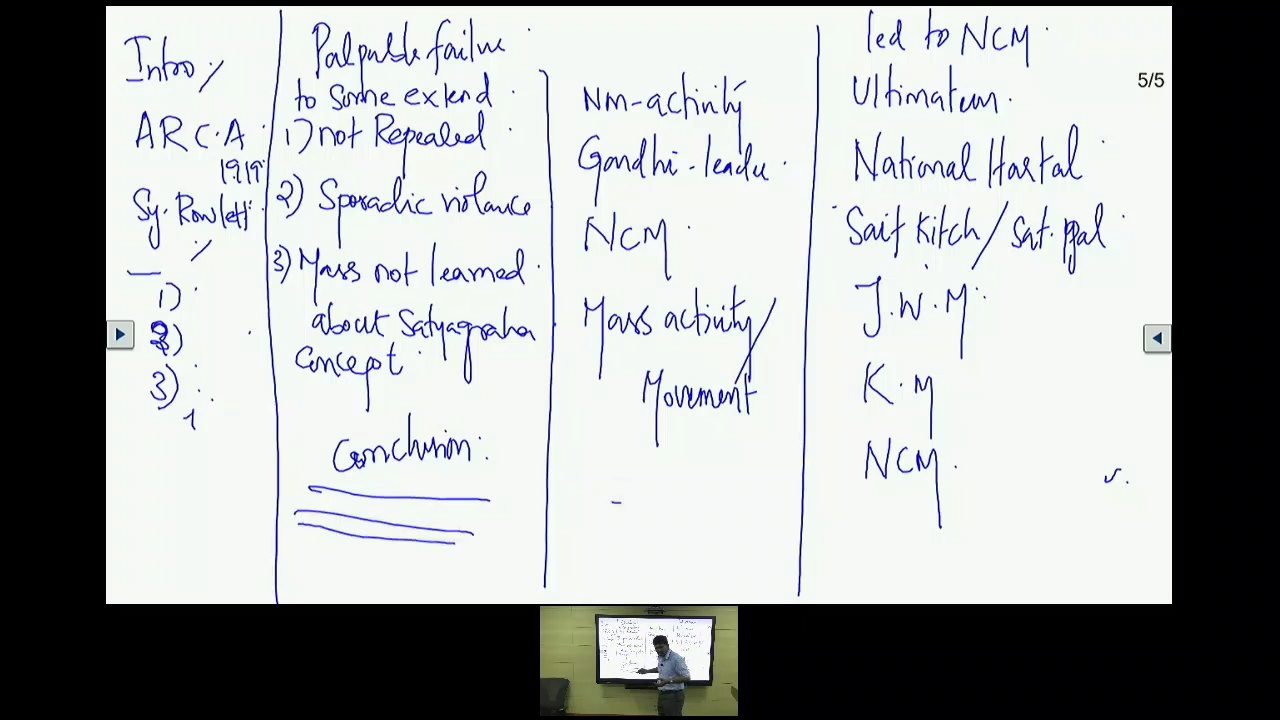 Intro:/
A R C. A
1919
Sy. Rowlett
1)
2)
3)
Palpable failure
to some extend
1) not Repealed
2) Sporadic violance
3) Mass not learned
about Satyagraha
concept
Conclusion:
NM-activity
Gandhi-leader
NCM
Mass activity/
Movement
led to NCM
Ultimatum
National Hartal
Saif Kitch/Sat. pal
J.W.M
K.M
NCM
5/5